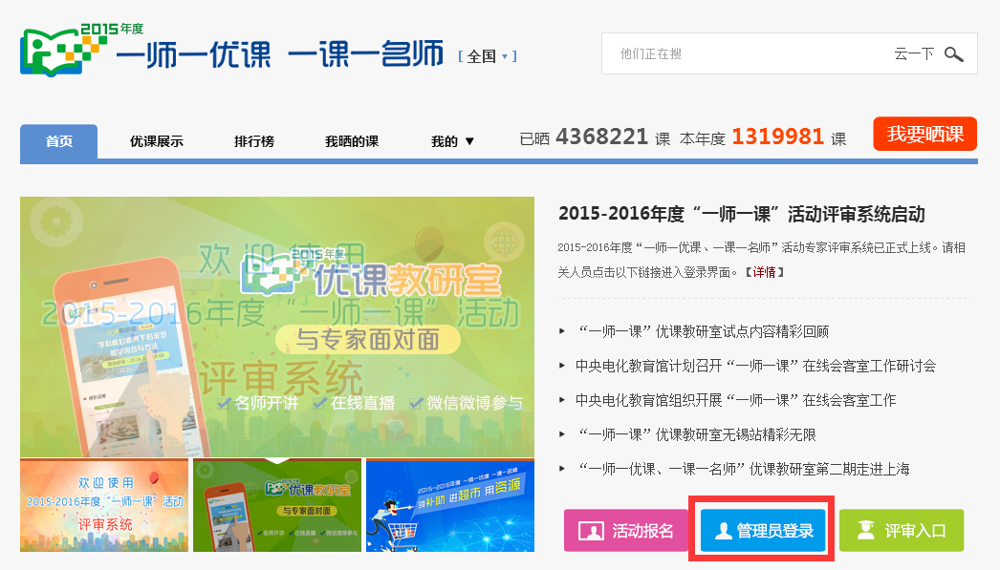 2015年度
一师一优课 一课一名师
[ 全国 ▾ ]
他们正在搜
云一下
首页
优课展示
排行榜
我晒的课
我的 ▼
已晒 4368221 课 本年度 1319981 课
我要晒课
欢迎使用
2015年度
优课教研室
2015-2016年度“一师一课”活动
与专家面对面
评审系统
名师开讲 在线直播 微信微博参与
欢迎使用
2015-2016年度“一师一课”活动
评审系统
优课教研室
与专家面对面
名师开讲 在线直播 微信微博参与
2015-2016年度 一师一优课 一课一名师
领补助 进超市 用资源
2015-2016年度“一师一课”活动评审系统启动
2015-2016年度“一师一优课、一课一名师”活动专家评审系统已正式上线。请相
关人员点击以下链接进入登录界面。【详情】
“一师一课”优课教研室试点内容精彩回顾
中央电化教育馆计划召开“一师一课”在线会客室工作研讨会
中央电化教育馆组织开展“一师一课”在线会客室工作
“一师一课”优课教研室无锡站精彩无限
“一师一优课、一课一名师”优课教研室第二期走进上海
活动报名
管理员登录
评审入口